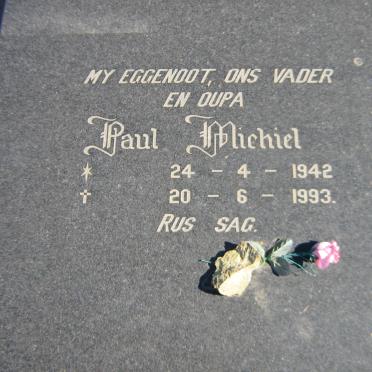 MY EGGENOOT, ONS VADER
EN OUPA
Paul Michiel
* 24 - 4 - 1942
✝ 20 - 6 - 1993.
RUS SAG.